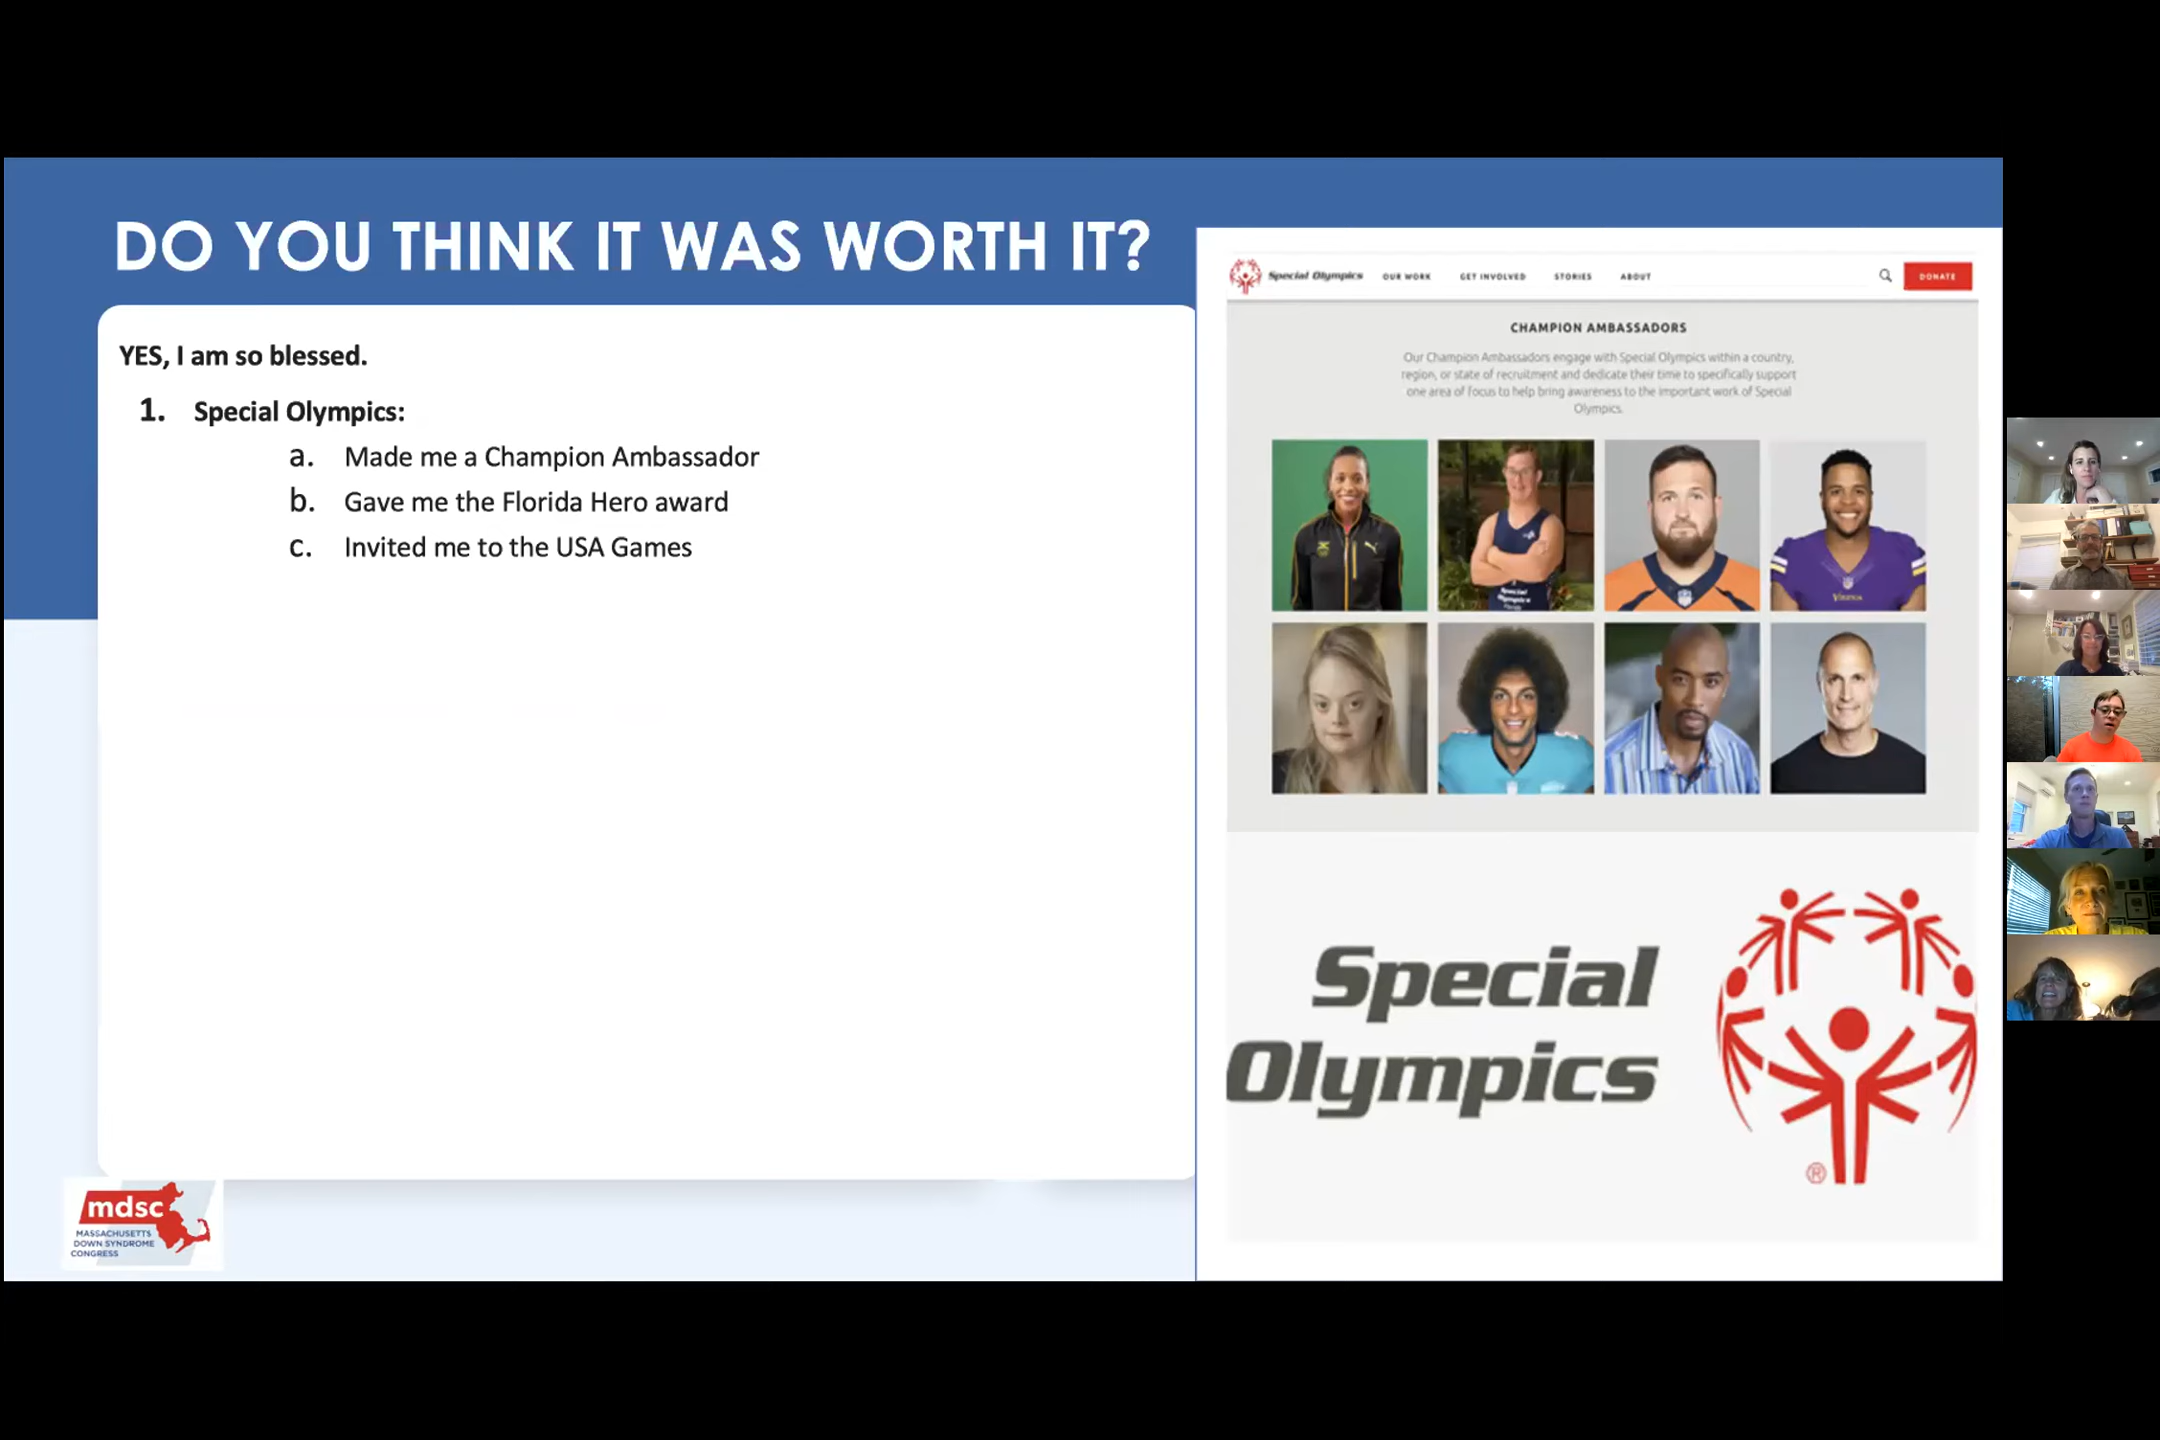 DO YOU THINK IT WAS WORTH IT?
YES, I am so blessed.
1. Special Olympics:
a. Made me a Champion Ambassador
b. Gave me the Florida Hero award
c. Invited me to the USA Games
mdsc
MASSACHUSETTS
DOWN SYNDROME
CONGRESS
Special Olympics OUR WORK GET INVOLVED STORIES ABOUT DONATE
CHAMPION AMBASSADORS
Our Champion Ambassadors engage with Special Olympics within a country,
region, or state of recruitment and dedicate their time to specifically support
one area of focus to help bring awareness to the important work of Special
Olympics.
Special
Olympics
VIKINGS
Special
Olympics
®